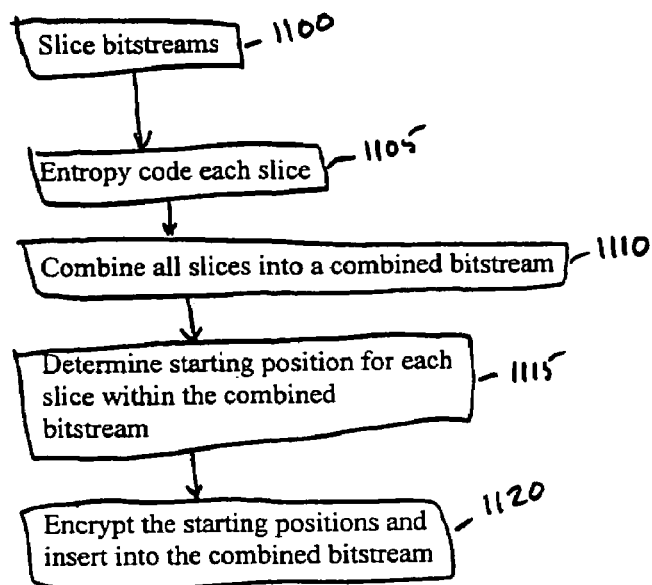 Slice bitstreams 1100
Entropy code each slice 1105
Combine all slices into a combined bitstream 1110
Determine starting position for each
slice within the combined
bitstream
1115
Encrypt the starting positions and
insert into the combined bitstream
1120